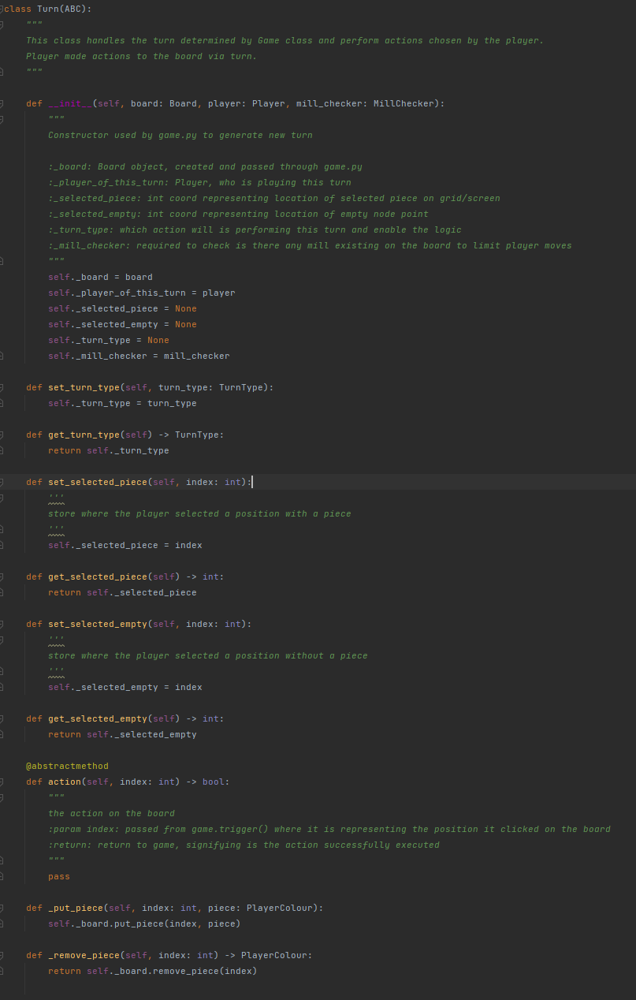 class Turn(ABC):
    """
    This class handles the turn determined by Game class and perform actions chosen by the player.
    Player made actions to the board via turn.
    """

    def __init__(self, board: Board, player: Player, mill_checker: MillChecker):
        """
        Constructor used by game.py to generate new turn

        :_board: Board object, created and passed through game.py
        :_player_of_this_turn: Player, who is playing this turn
        :_selected_piece: int coord representing location of selected piece on grid/screen
        :_selected_empty: int coord representing location of empty node point
        :_turn_type: which action will is performing this turn and enable the logic
        :_mill_checker: required to check is there any mill existing on the board to limit player moves
        """
        self._board = board
        self._player_of_this_turn = player
        self._selected_piece = None
        self._selected_empty = None
        self._turn_type = None
        self._mill_checker = mill_checker

    def set_turn_type(self, turn_type: TurnType):
        self._turn_type = turn_type

    def get_turn_type(self) -> TurnType:
        return self._turn_type

    def set_selected_piece(self, index: int):
        '''
        store where the player selected a position with a piece
        '''
        self._selected_piece = index

    def get_selected_piece(self) -> int:
        return self._selected_piece

    def set_selected_empty(self, index: int):
        '''
        store where the player selected a position without a piece
        '''
        self._selected_empty = index

    def get_selected_empty(self) -> int:
        return self._selected_empty

    @abstractmethod
    def action(self, index: int) -> bool:
        """
        the action on the board
        :param index: passed from game.trigger() where it is representing the position it clicked on the board
        :return: return to game, signifying is the action successfully executed
        """
        pass

    def _put_piece(self, index: int, piece: PlayerColour):
        self._board.put_piece(index, piece)

    def _remove_piece(self, index: int) -> PlayerColour:
        return self._board.remove_piece(index)